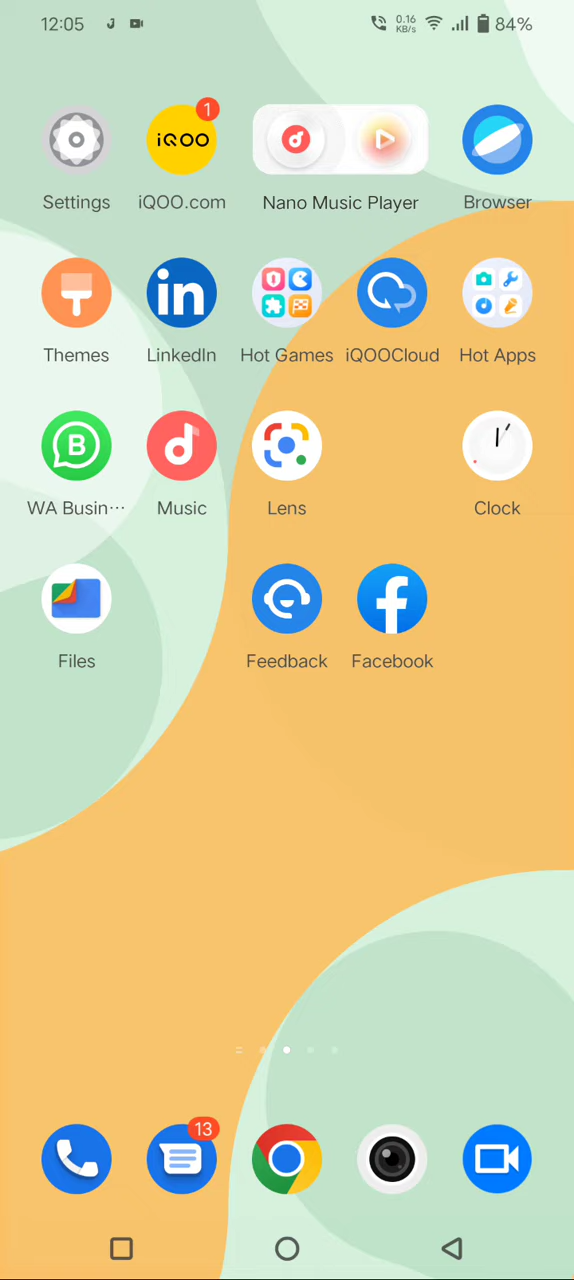 12:05 0.16 KB/s 84%
1
iQOO
Settings iQOO.com Nano Music Player Browser
in
Themes LinkedIn Hot Games iQOOCloud Hot Apps
B
WA Busin··· Music Lens Clock
f
Files Feedback Facebook
13